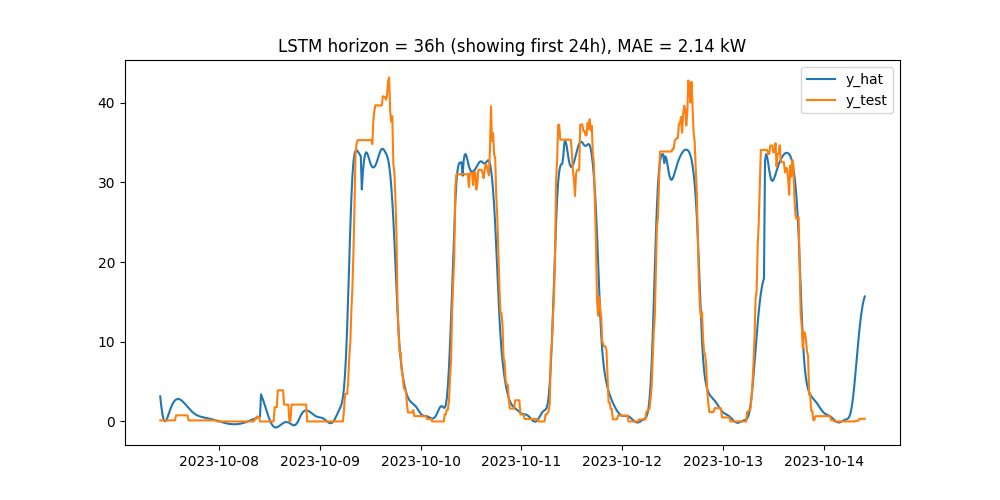 LSTM horizon = 36h (showing first 24h), MAE = 2.14 kW
y_hat
y_test
40
30
20
10
0
2023-10-08 2023-10-09 2023-10-10 2023-10-11 2023-10-12 2023-10-13 2023-10-14